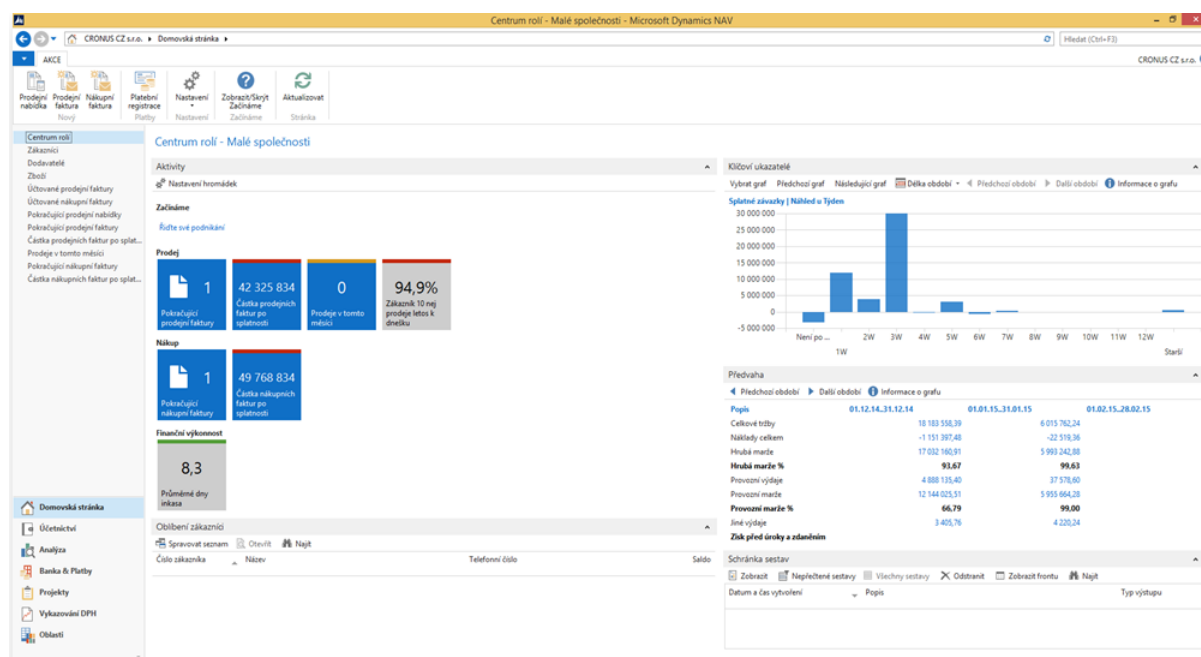 Centrum rolí - Malé společnosti - Microsoft Dynamics NAV
CRONUS CZ s.r.o. Domovská stránka
Hledat (Ctrl+F3)
AKCE
CRONUS CZ s.r.o.
Prodejní nabídka
Prodejní faktura
Nákupní faktura
Platební registrace
Nastavení
Zobrazit/Skrýt Začínáme
Aktualizovat
Nový
Platby
Nastavení
Začínáme
Stránka
Centrum rolí
Zákazníci
Dodavatelé
Zboží
Účtované prodejní faktury
Účtované nákupní faktury
Pokračující prodejní nabídky
Pokračující prodejní faktury
Částka prodejních faktur po splat...
Prodeje v tomto měsíci
Pokračující nákupní faktury
Částka nákupních faktur po splat...
Domovská stránka
Účetnictví
Analýza
Banka & Platby
Projekty
Vykazování DPH
Oblasti
Centrum rolí - Malé společnosti
Aktivity
Nastavení hromádek
Začínáme
Řiďte své podnikání
Prodej
1
Pokračující
prodejní faktury
42 325 834
Částka prodejních
faktur po
splatnosti
0
Prodeje v tomto
měsíci
94,9%
Zákazník 10 nej
prodeje letos k
dnešku
Nákup
1
Pokračující
nákupní faktury
49 768 834
Částka nákupních
faktur po
splatnosti
Finanční výkonnost
8,3
Průměrné dny
inkasa
Oblíbení zákazníci
Spravovat seznam Otevřít Najít
Číslo zákazníka Název Telefonní číslo Saldo
Klíčoví ukazatelé
Vybrat graf Předchozí graf Následující graf Délka období Předchozí období Další období Informace o grafu
Splatné závazky | Náhled u Týden
30 000 000
25 000 000
20 000 000
15 000 000
10 000 000
5 000 000
0
-5 000 000
Není po ... 2W 3W 4W 5W 6W 7W 8W 9W 10W 11W 12W
1W Starší
Předvaha
Předchozí období Další období Informace o grafu
Popis 01.12.14..31.12.14 01.01.15..31.01.15 01.02.15..28.02.15
Celkové tržby 18 183 558,39 6 015 762,24
Náklady celkem -1 151 397,48 -22 519,36
Hrubá marže 17 032 160,91 5 993 242,88
Hrubá marže % 93,67 99,63
Provozní výdaje 4 888 135,40 37 578,60
Provozní marže 12 144 025,51 5 955 664,28
Provozní marže % 66,79 99,00
Jiné výdaje 3 405,76 4 220,24
Zisk před úroky a zdaněním
Schránka sestav
Zobrazit Nepřečtené sestavy Všechny sestavy Odstranit Zobrazit frontu Najít
Datum a čas vytvoření Popis Typ výstupu